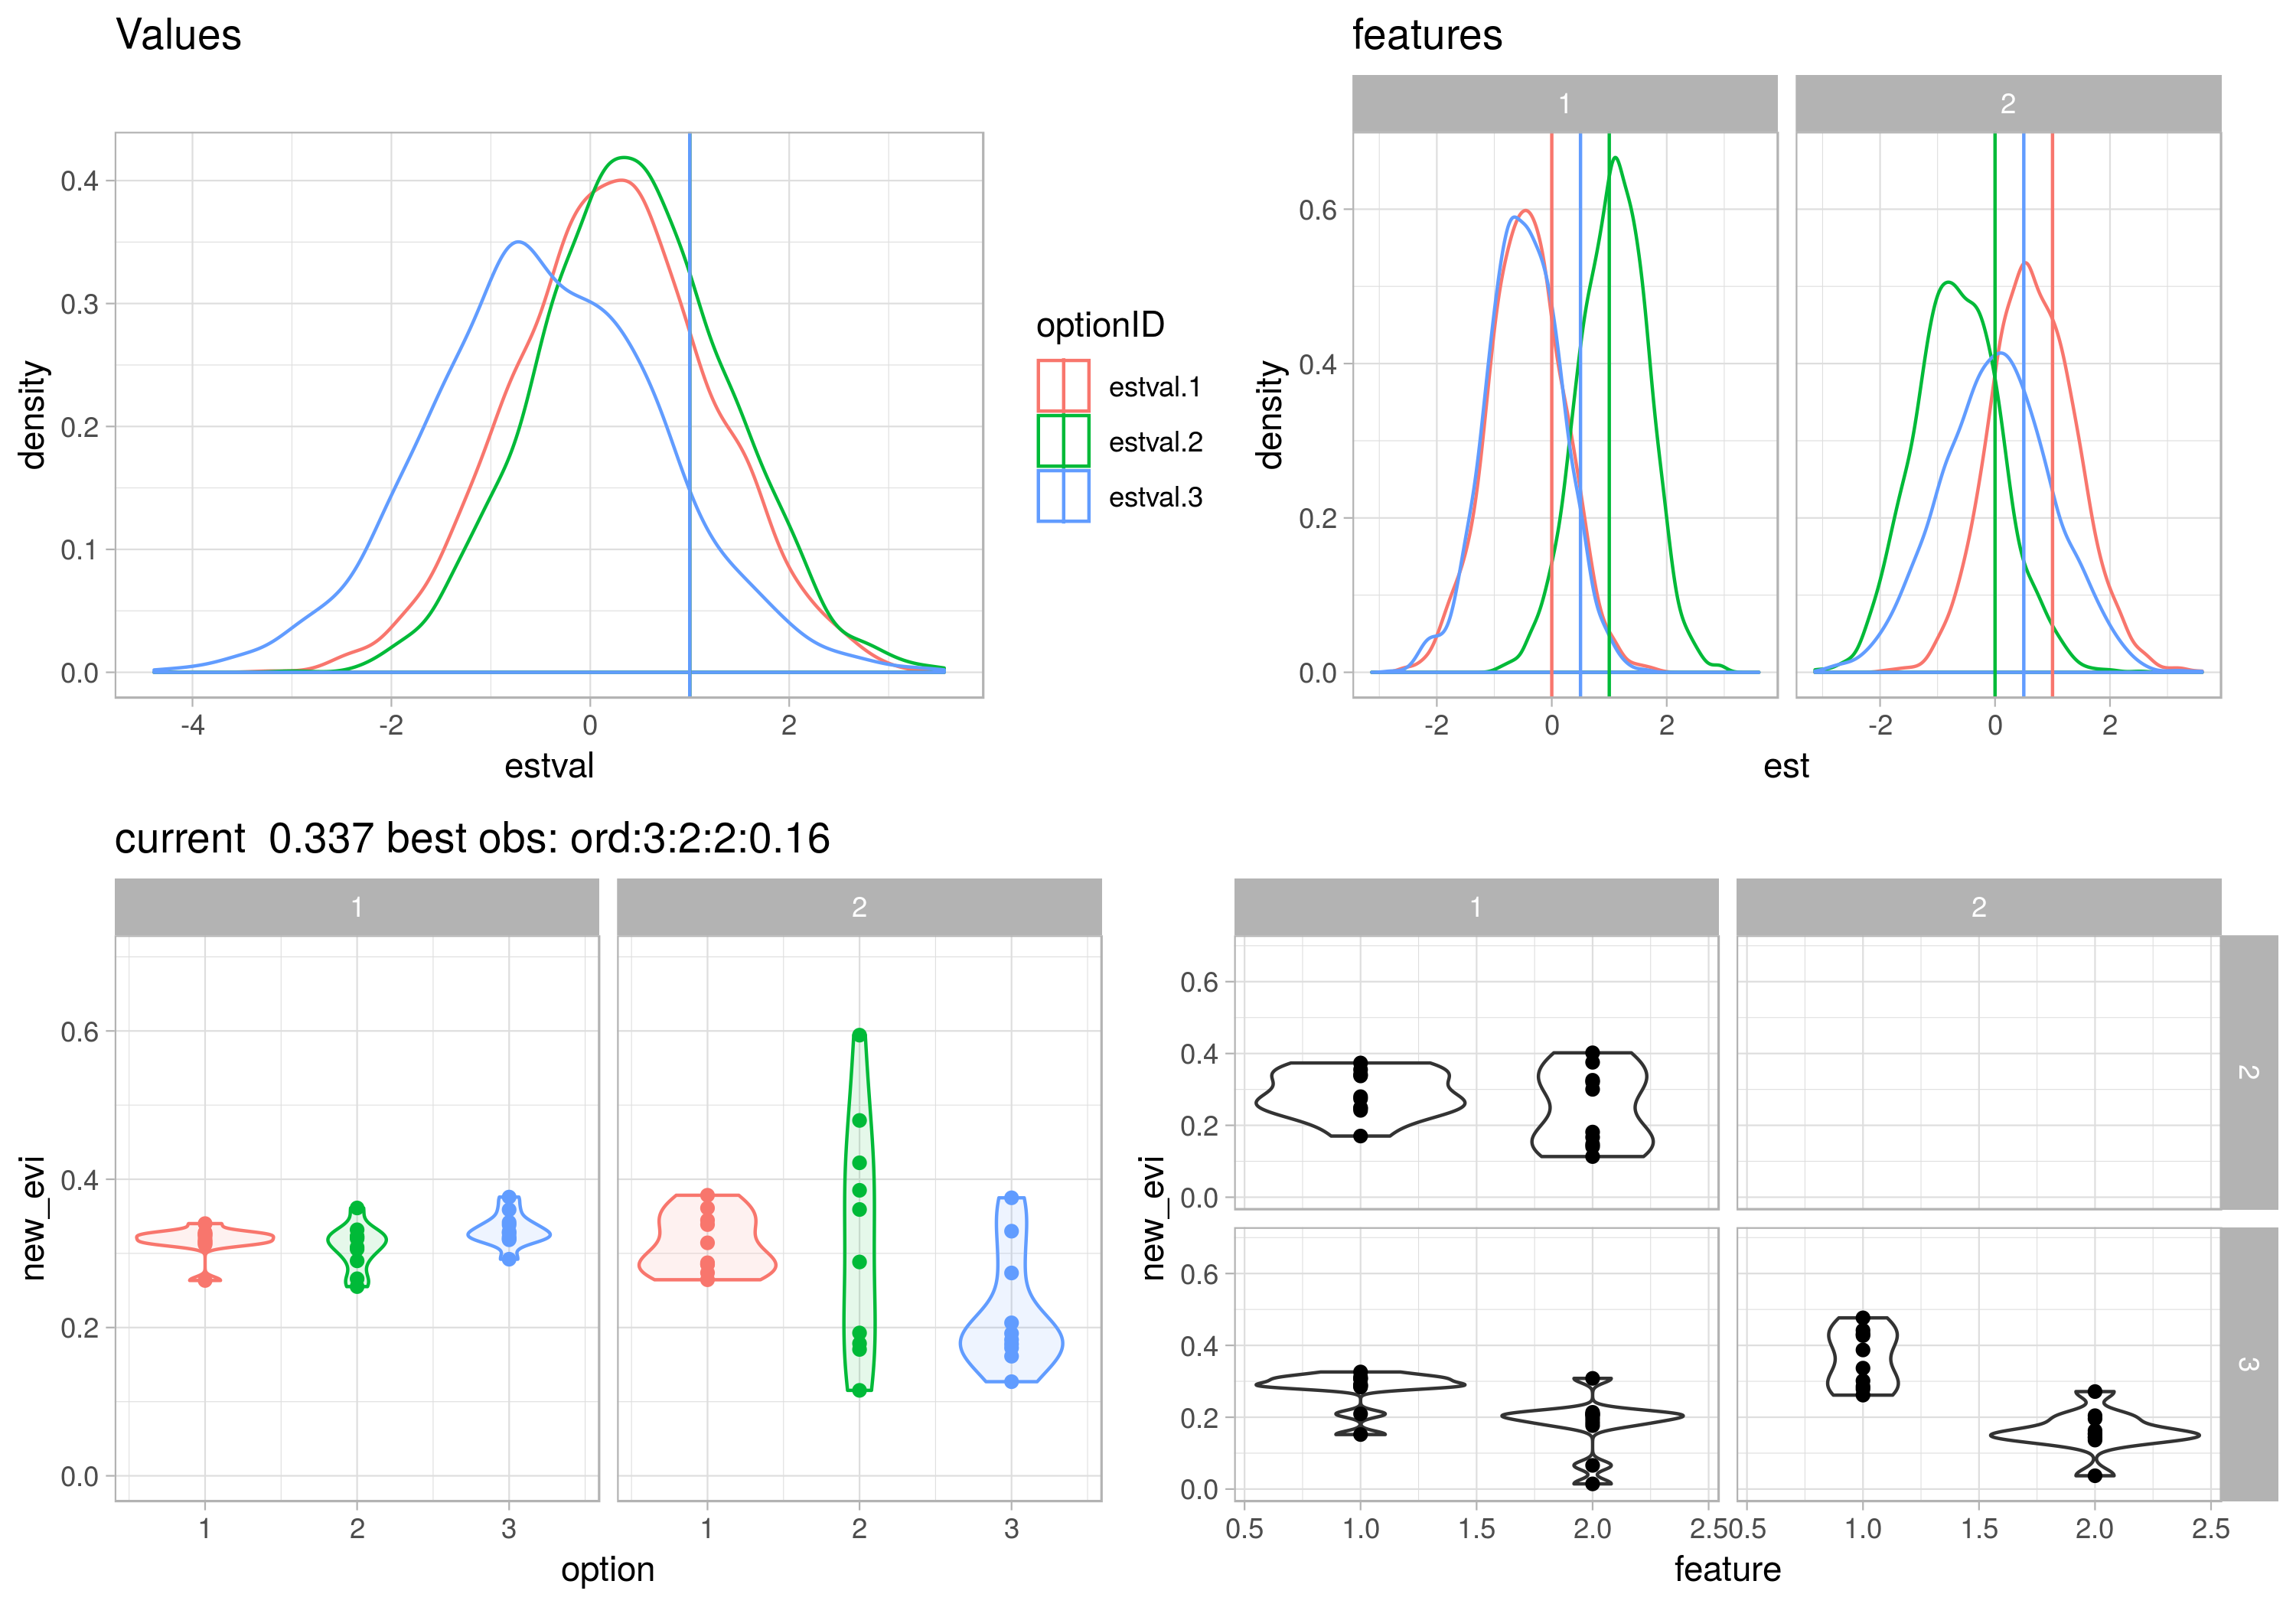 Values
density
0.4
0.3
0.2
0.1
0.0
-4 -2 0 2
estval
optionID
estval.1
estval.2
estval.3
features
1 2
density
0.6
0.4
0.2
0.0
-2 0 2 -2 0 2
est
current  0.337 best obs: ord:3:2:2:0.16
1 2
new_evi
0.6
0.4
0.2
0.0
1 2 3 1 2 3
option
1 2
new_evi
0.6
0.4
0.2
0.0
2
0.6
0.4
0.2
0.0
3
0.5 1.0 1.5 2.0 2.5 0.5 1.0 1.5 2.0 2.5
feature